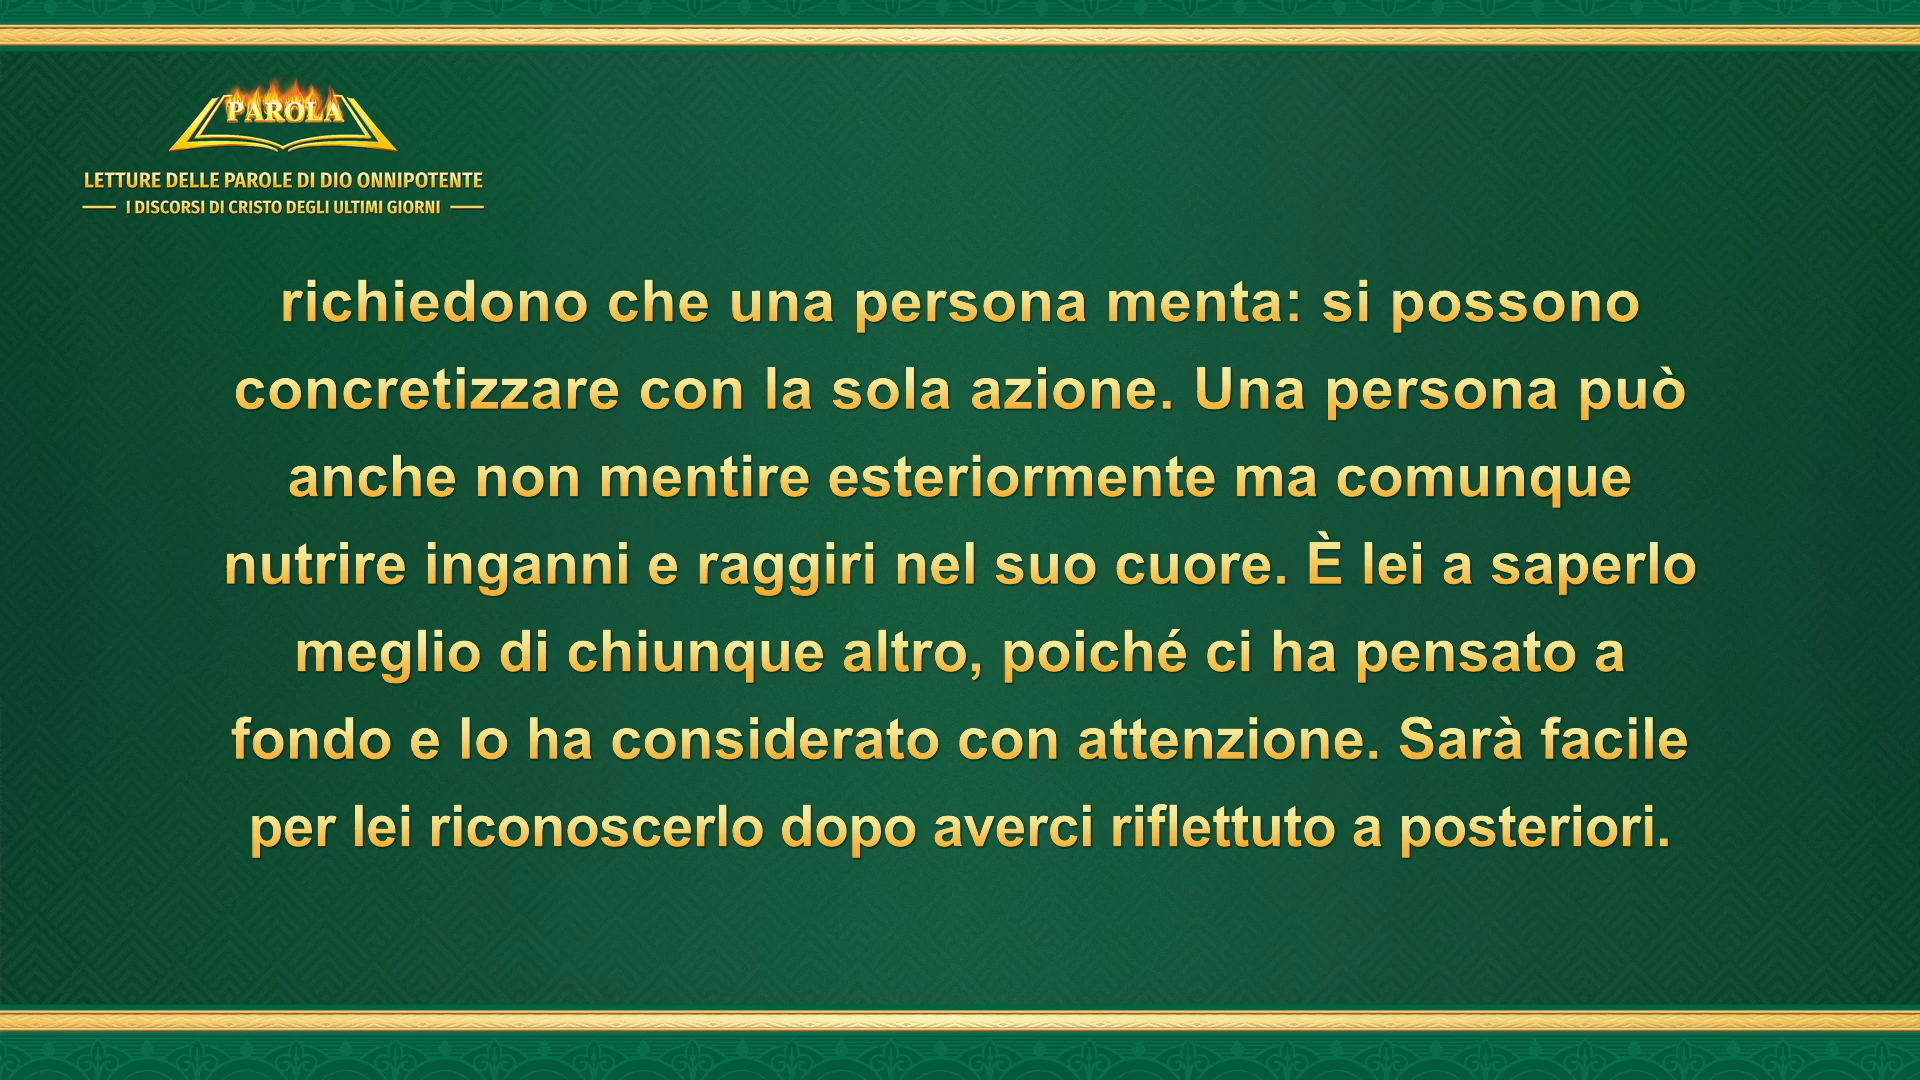 PAROLA
LETTURE DELLE PAROLE DI DIO ONNIPOTENTE
I DISCORSI DI CRISTO DEGLI ULTIMI GIORNI
richiedono che una persona menta: si possono
concretizzare con la sola azione. Una persona può
anche non mentire esteriormente ma comunque
nutrire inganni e raggiri nel suo cuore. È lei a saperlo
meglio di chiunque altro, poiché ci ha pensato a
fondo e lo ha considerato con attenzione. Sarà facile
per lei riconoscerlo dopo averci riflettuto a posteriori.